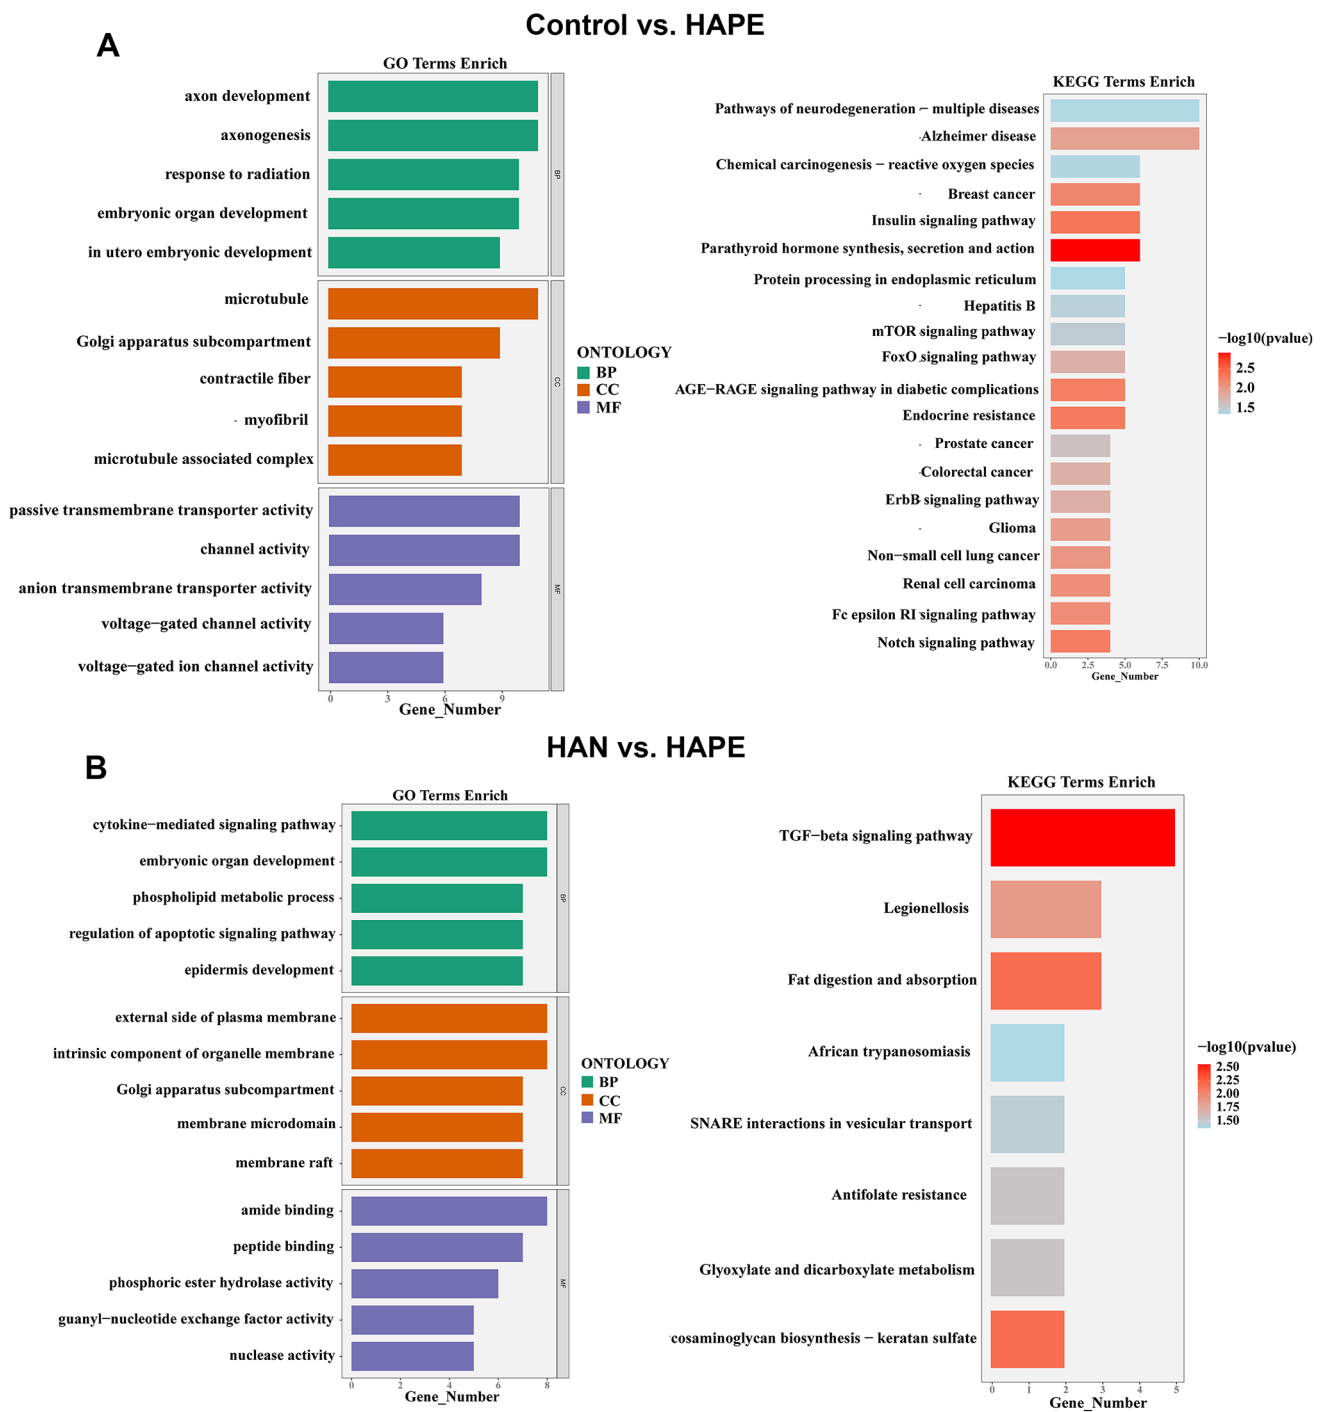 Control vs. HAPE
A
GO Terms Enrich
axon development
axonogenesis
response to radiation
embryonic organ development
in utero embryonic development
BP
microtubule
Golgi apparatus subcompartment
contractile fiber
myofibril
microtubule associated complex
CC
passive transmembrane transporter activity
channel activity
anion transmembrane transporter activity
voltage−gated channel activity
voltage−gated ion channel activity
MF
0 3 6 9
Gene_Number
ONTOLOGY
BP
CC
MF
KEGG Terms Enrich
Pathways of neurodegeneration − multiple diseases
Alzheimer disease
Chemical carcinogenesis − reactive oxygen species
Breast cancer
Insulin signaling pathway
Parathyroid hormone synthesis, secretion and action
Protein processing in endoplasmic reticulum
Hepatitis B
mTOR signaling pathway
FoxO signaling pathway
AGE−RAGE signaling pathway in diabetic complications
Endocrine resistance
Prostate cancer
Colorectal cancer
ErbB signaling pathway
Glioma
Non−small cell lung cancer
Renal cell carcinoma
Fc epsilon RI signaling pathway
Notch signaling pathway
0.0 2.5 5.0 7.5 10.0
Gene_Number
−log10(pvalue)
2.5
2.0
1.5
HAN vs. HAPE
B
GO Terms Enrich
cytokine−mediated signaling pathway
embryonic organ development
phospholipid metabolic process
regulation of apoptotic signaling pathway
epidermis development
BP
external side of plasma membrane
intrinsic component of organelle membrane
Golgi apparatus subcompartment
membrane microdomain
membrane raft
CC
amide binding
peptide binding
phosphoric ester hydrolase activity
guanyl−nucleotide exchange factor activity
nuclease activity
MF
0 2 4 6 8
Gene_Number
ONTOLOGY
BP
CC
MF
KEGG Terms Enrich
TGF−beta signaling pathway
Legionellosis
Fat digestion and absorption
African trypanosomiasis
SNARE interactions in vesicular transport
Antifolate resistance
Glyoxylate and dicarboxylate metabolism
cosaminoglycan biosynthesis − keratan sulfate
0 1 2 3 4 5
Gene_Number
−log10(pvalue)
2.50
2.25
2.00
1.75
1.50